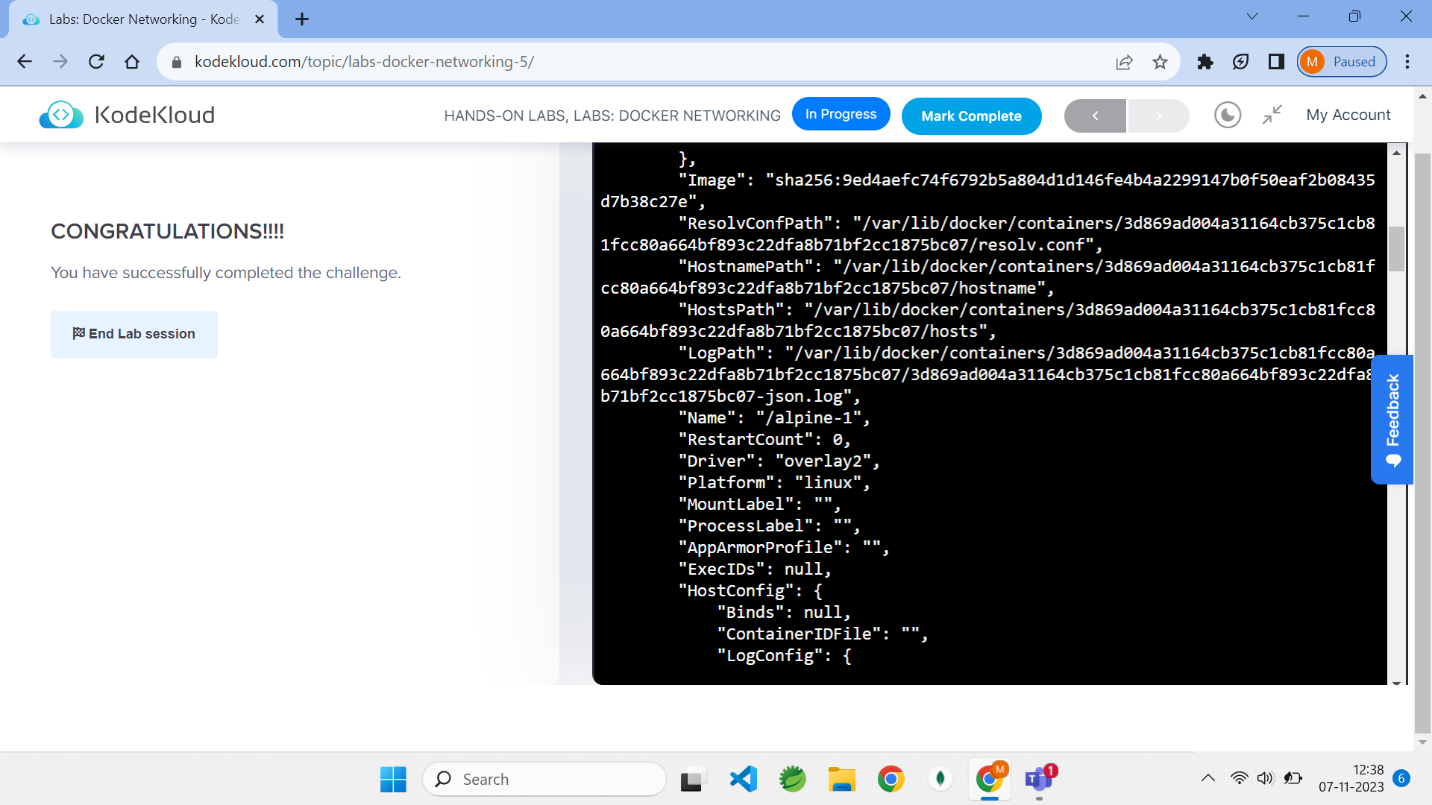 Labs: Docker Networking - Kode
kodekloud.com/topic/labs-docker-networking-5/
M Paused
KodeKloud
HANDS-ON LABS, LABS: DOCKER NETWORKING
In Progress
Mark Complete
My Account
CONGRATULATIONS!!!!
You have successfully completed the challenge.
End Lab session
},
"Image": "sha256:9ed4aefc74f6792b5a804d1d146fe4b4a2299147b0f50eaf2b08435
d7b38c27e",
"ResolvConfPath": "/var/lib/docker/containers/3d869ad004a31164cb375c1cb8
1fcc80a664bf893c22dfa8b71bf2cc1875bc07/resolv.conf",
"HostnamePath": "/var/lib/docker/containers/3d869ad004a31164cb375c1cb81f
cc80a664bf893c22dfa8b71bf2cc1875bc07/hostname",
"HostsPath": "/var/lib/docker/containers/3d869ad004a31164cb375c1cb81fcc8
0a664bf893c22dfa8b71bf2cc1875bc07/hosts",
"LogPath": "/var/lib/docker/containers/3d869ad004a31164cb375c1cb81fcc80a
664bf893c22dfa8b71bf2cc1875bc07/3d869ad004a31164cb375c1cb81fcc80a664bf893c22dfa8
b71bf2cc1875bc07-json.log",
"Name": "/alpine-1",
"RestartCount": 0,
"Driver": "overlay2",
"Platform": "linux",
"MountLabel": "",
"ProcessLabel": "",
"AppArmorProfile": "",
"ExecIDs": null,
"HostConfig": {
"Binds": null,
"ContainerIDFile": "",
"LogConfig": {
Feedback
Search
M
T
1
12:38
07-11-2023
6